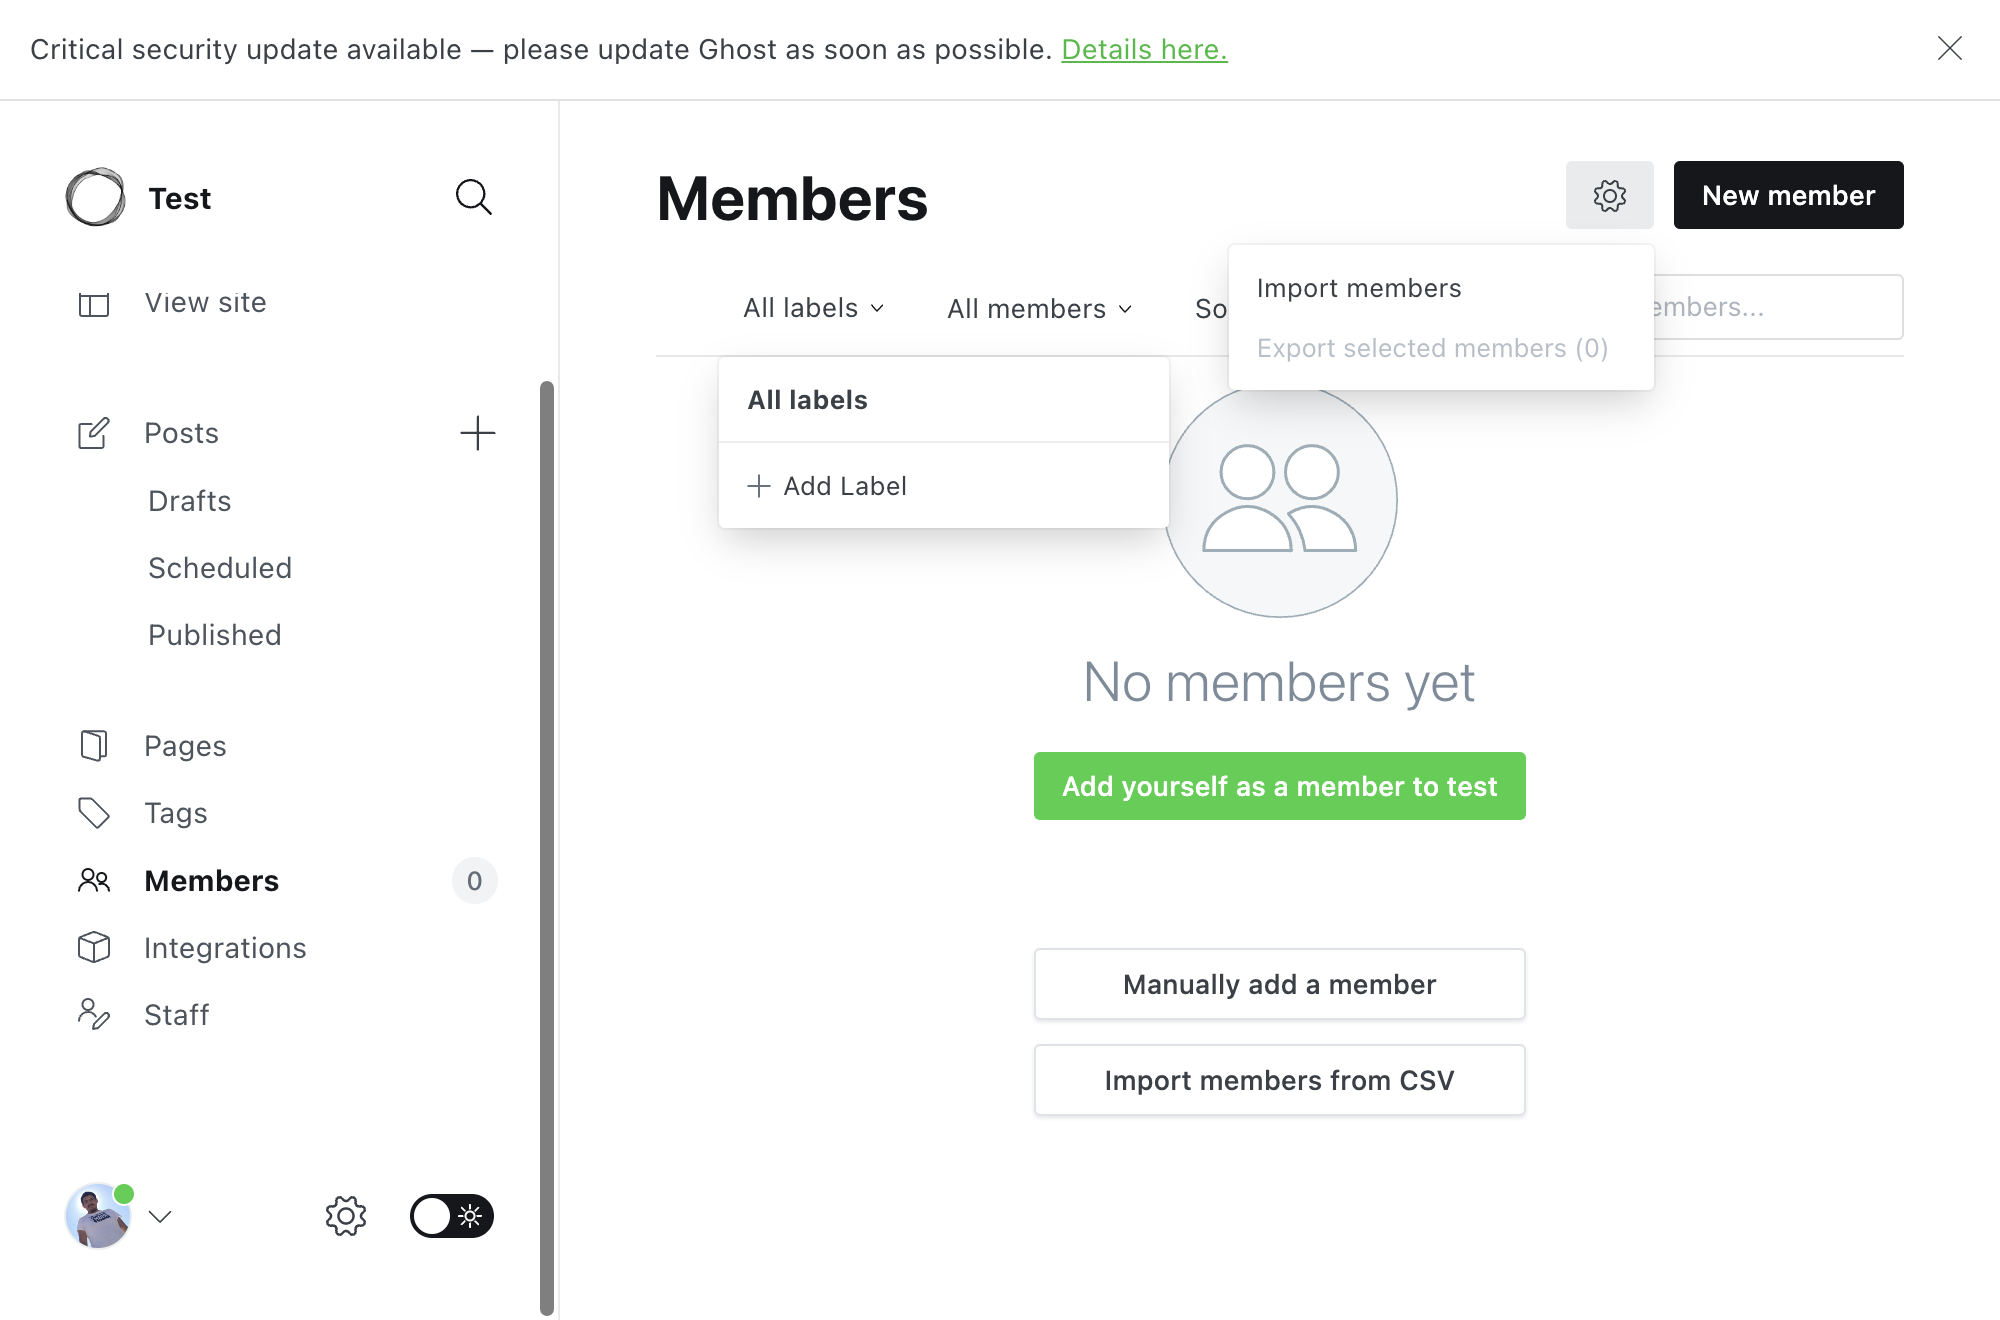 Critical security update available — please update Ghost as soon as possible. Details here.
Test
View site
Posts
Drafts
Scheduled
Published
Pages
Tags
Members
0
Integrations
Staff
Members
New member
All labels
All members
Import members
Export selected members (0)
All labels
Add Label
No members yet
Add yourself as a member to test
Manually add a member
Import members from CSV